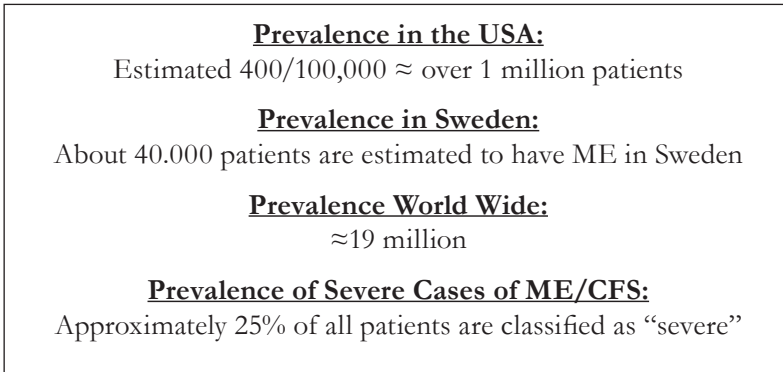 Prevalence in the USA:
Estimated 400/100,000 ≈ over 1 million patients
Prevalence in Sweden:
About 40.000 patients are estimated to have ME in Sweden
Prevalence World Wide:
≈19 million
Prevalence of Severe Cases of ME/CFS:
Approximately 25% of all patients are classified as “severe”